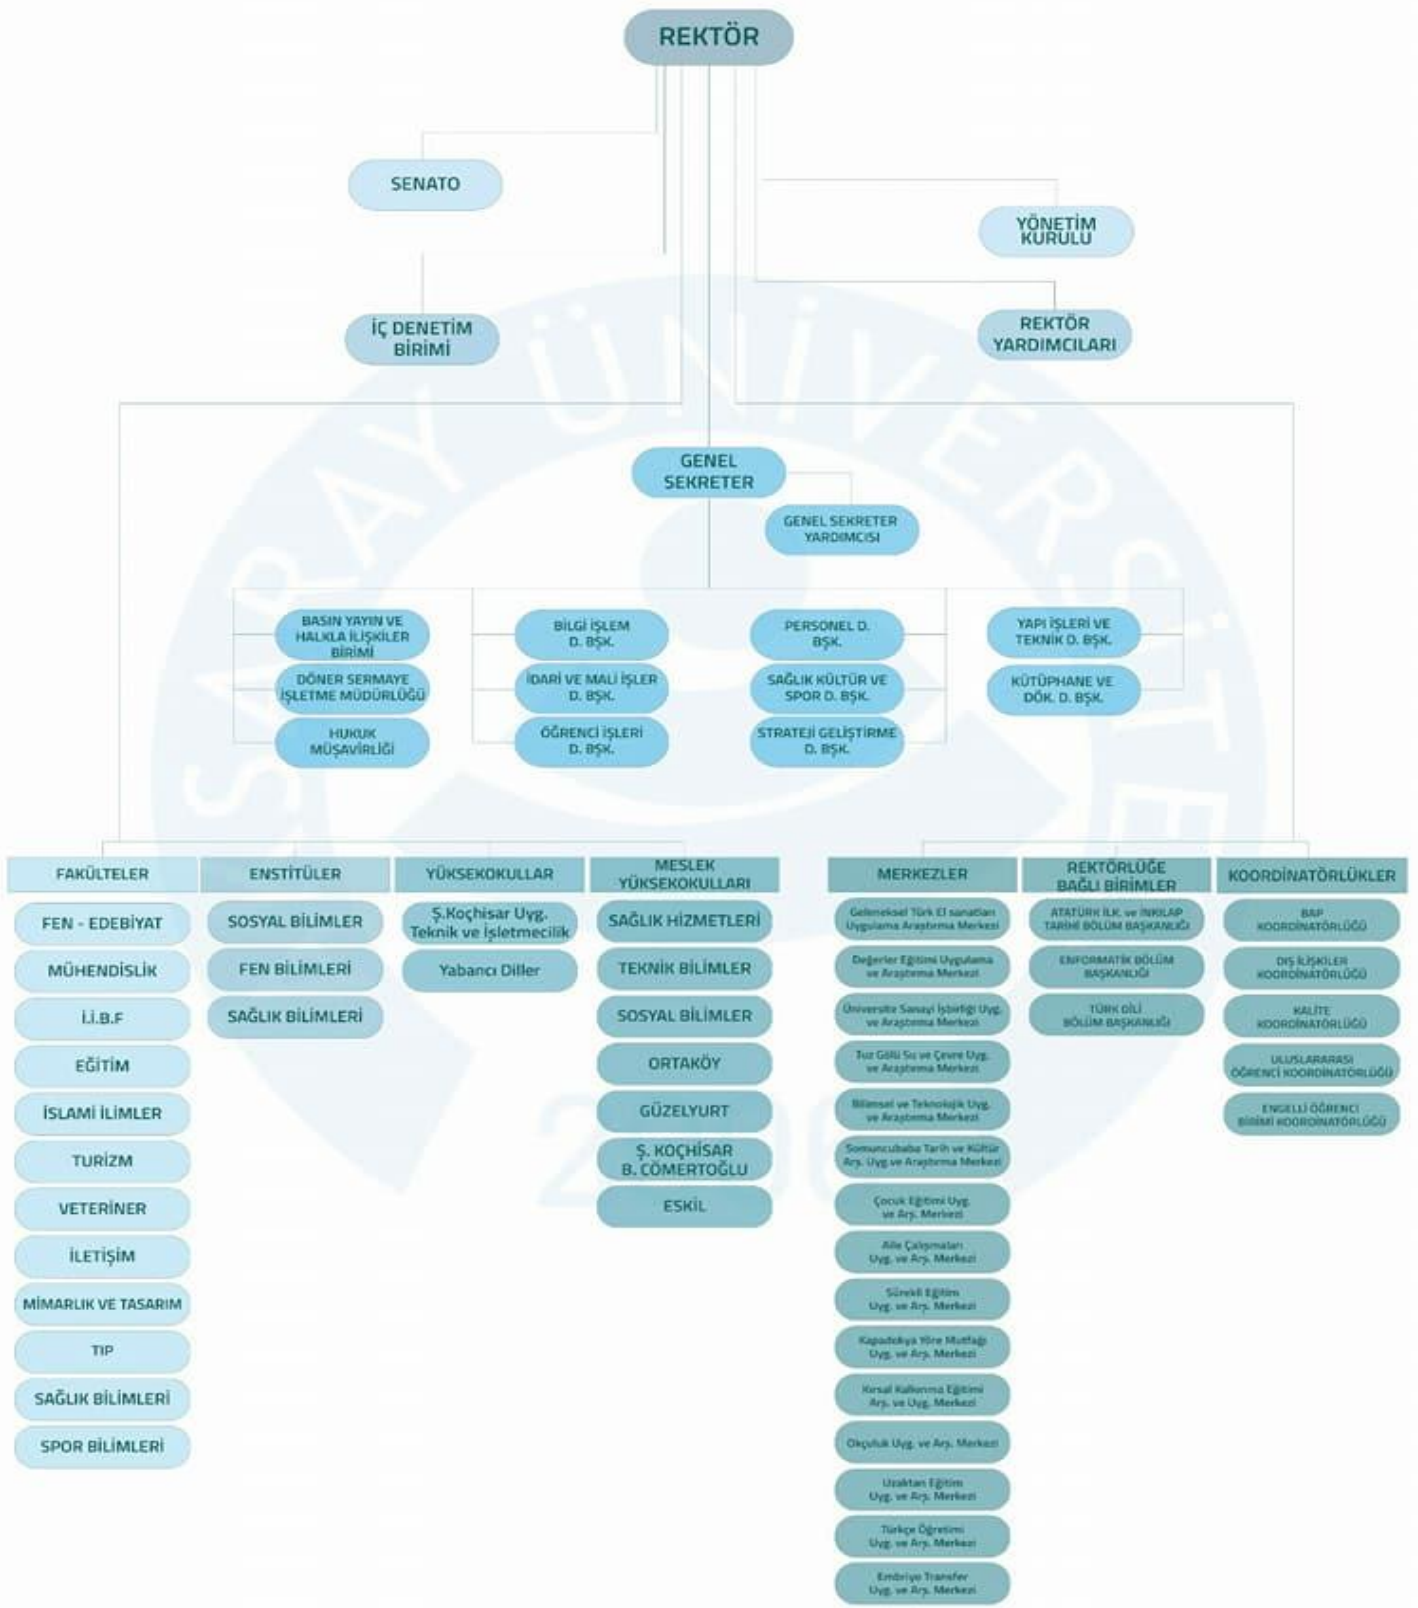 REKTÖR
SENATO
YÖNETİM
KURULU
İÇ DENETİM
BİRİMİ
REKTÖR
YARDIMCILARI
GENEL
SEKRETER
GENEL SEKRETER
YARDIMCISI
BASIN YAYIN VE
HALKLA İLİŞKİLER
BİRİMİ
DÖNER SERMAYE
İŞLETME MÜDÜRLÜĞÜ
HUKUK
MÜŞAVİRLİĞİ
BİLGİ İŞLEM
D. BŞK.
İDARİ VE MALİ İŞLER
D. BŞK.
ÖĞRENCİ İŞLERİ
D. BŞK.
PERSONEL D.
BŞK.
SAĞLIK KÜLTÜR VE
SPOR D. BŞK.
STRATEJİ GELİŞTİRME
D. BŞK.
YAPI İŞLERİ VE
TEKNİK D. BŞK.
KÜTÜPHANE VE
DÖK. D. BŞK.
FAKÜLTELER
FEN - EDEBİYAT
MÜHENDİSLİK
İ.İ.B.F
EĞİTİM
İSLAMİ İLİMLER
TURİZM
VETERİNER
İLETİŞİM
MİMARLIK VE TASARIM
TIP
SAĞLIK BİLİMLERİ
SPOR BİLİMLERİ
ENSTİTÜLER
SOSYAL BİLİMLER
FEN BİLİMLERİ
SAĞLIK BİLİMLERİ
YÜKSEKOKULLAR
Ş.Koçhisar Uyg.
Teknik ve İşletmecilik
Yabancı Diller
MESLEK
YÜKSEKOKULLARI
SAĞLIK HİZMETLERİ
TEKNİK BİLİMLER
SOSYAL BİLİMLER
ORTAKÖY
GÜZELYURT
Ş. KOÇHİSAR
B. CÖMERTOĞLU
ESKİL
MERKEZLER
Geleneksel Türk El sanatları
Uygulama Araştırma Merkezi
Değerler Eğitimi Uygulama
ve Araştırma Merkezi
Üniversite Sanayi İşbirliği Uyg.
ve Araştırma Merkezi
Tuz Gölü Su ve Çevre Uyg.
ve Araştırma Merkezi
Bilimsel ve Teknolojik Uyg.
ve Araştırma Merkezi
Somuncubaba Tarih ve Kültür
Arş. Uyg.ve Araştırma Merkezi
Çocuk Eğitimi Uyg.
ve Arş. Merkezi
Aile Çalışmaları
Uyg. ve Arş. Merkezi
Sürekli Eğitim
Uyg. ve Arş. Merkezi
Kapadokya Yöre Mutfağı
Uyg. ve Arş. Merkezi
Kırsal Kalkınma Eğitimi
Arş. ve Uyg. Merkezi
Okçuluk Uyg. ve Arş. Merkezi
Uzaktan Eğitim
Uyg. ve Arş. Merkezi
Türkçe Öğretimi
Uyg. ve Arş. Merkezi
Embriyo Transfer
Uyg. ve Arş. Merkezi
REKTÖRLÜĞE
BAĞLI BİRİMLER
ATATÜRK İLK. ve İNKILAP
TARİHİ BÖLÜM BAŞKANLIĞI
ENFORMATİK BÖLÜM
BAŞKANLIĞI
TÜRK DİLİ
BÖLÜM BAŞKANLIĞI
KOORDİNATÖRLÜKLER
BAP
KOORDİNATÖRLÜĞÜ
DIŞ İLİŞKİLER
KOORDİNATÖRLÜĞÜ
KALİTE
KOORDİNATÖRLÜĞÜ
ULUSLARARASI
ÖĞRENCİ KOORDİNATÖRLÜĞÜ
ENGELLİ ÖĞRENCİ
BİRİMİ KOORDİNATÖRLÜĞÜ